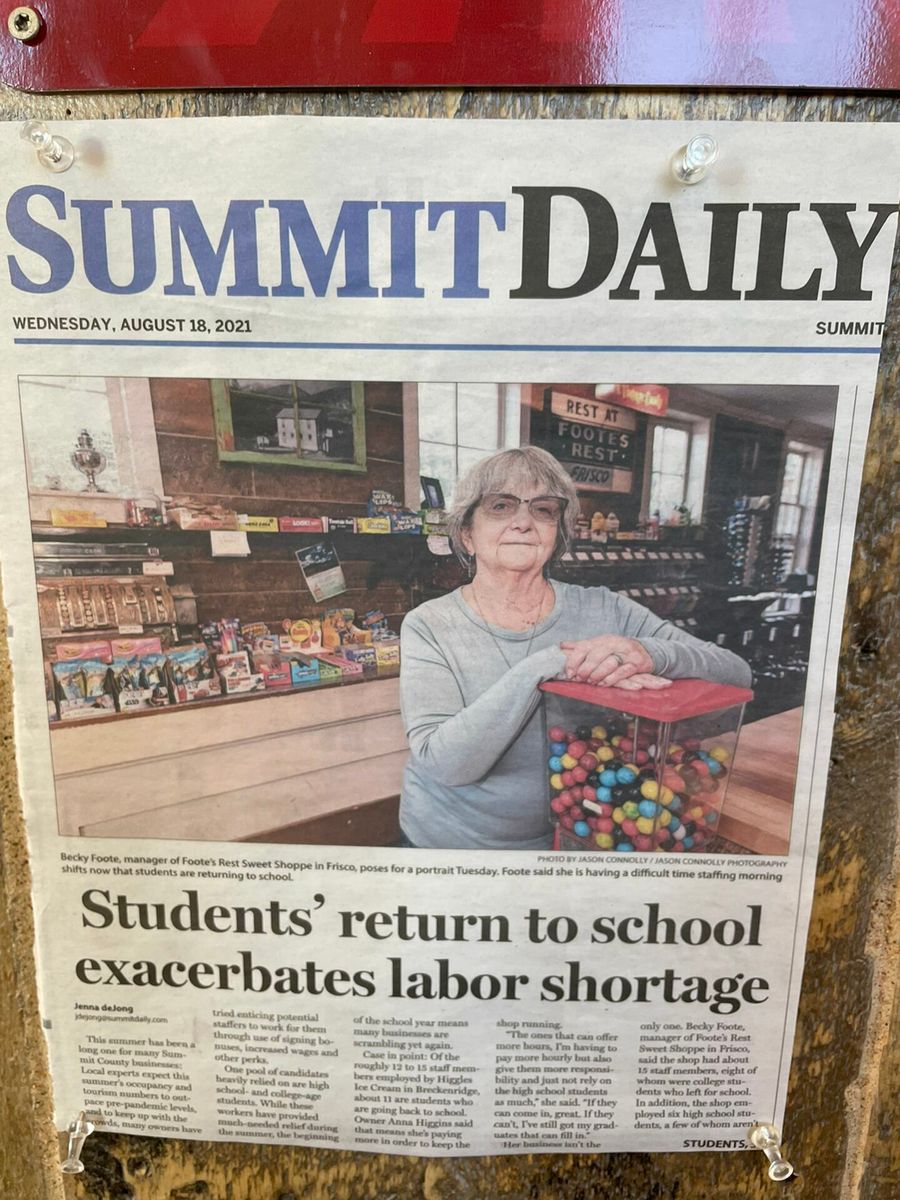 SUMMITDAILY
WEDNESDAY, AUGUST 18, 2021
SUMMIT
REST AT
FOOTES
REST
FRISCO
WAX
LIPS
PHOTO BY JASON CONNOLLY / JASON CONNOLLY PHOTOGRAPHY
Becky Foote, manager of Foote's Rest Sweet Shoppe in Frisco, poses for a portrait Tuesday. Foote said she is having a difficult time staffing morning
shifts now that students are returning to school.
Students' return to school
exacerbates labor shortage
Jenna deJong
jdejong@summitdaily.com
This summer has been a
long one for many Sum-
mit County businesses:
Local experts expect this
summer's occupancy and
tourism numbers to out-
pace pre-pandemic levels,
and to keep up with the
owds, many owners have
tried enticing potential
staffers to work for them
through use of signing bo-
nuses, increased wages and
other perks.
One pool of candidates
heavily relied on are high
school- and college-age
students. While these
workers have provided
much-needed relief during
the summer, the beginning
of the school year means
many businesses are
scrambling yet again.
Case in point: Of the
roughly 12 to 15 staff mem-
bers employed by Higgles
Ice Cream in Breckenridge,
about 11 are students who
are going back to school.
Owner Anna Higgins said
that means she's paying
more in order to keep the
shop running.
"The ones that can offer
more hours, I'm having to
pay more hourly but also
give them more responsi-
bility and just not rely on
the high school students
as much," she said. "If they
can come in, great. If they
can't, I've still got my grad-
uates that can fill in."
Her business isn't the
only one. Becky Foote,
manager of Foote's Rest
Sweet Shoppe in Frisco,
said the shop had about
15 staff members, eight of
whom were college stu-
dents who left for school.
In addition, the shop em-
ployed six high school stu-
dents, a few of whom aren't
STUDENTS,